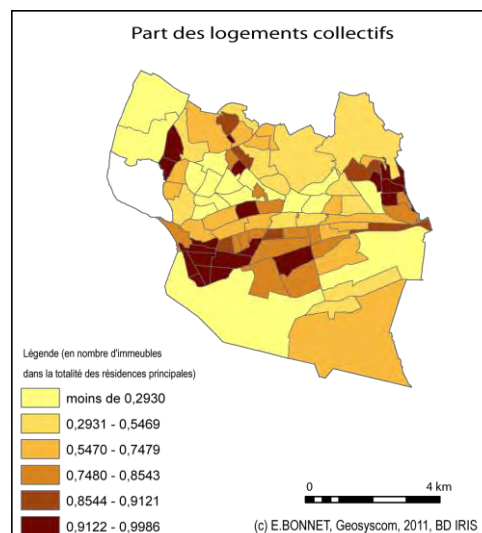 Part des logements collectifs
Légende (en nombre d'immeubles
dans la totalité des résidences principales)
moins de 0,2930
0,2931 - 0,5469
0,5470 - 0,7479
0,7480 - 0,8543
0,8544 - 0,9121
0,9122 - 0,9986
0 4 km
(c) E.BONNET, Geosyscom, 2011, BD IRIS